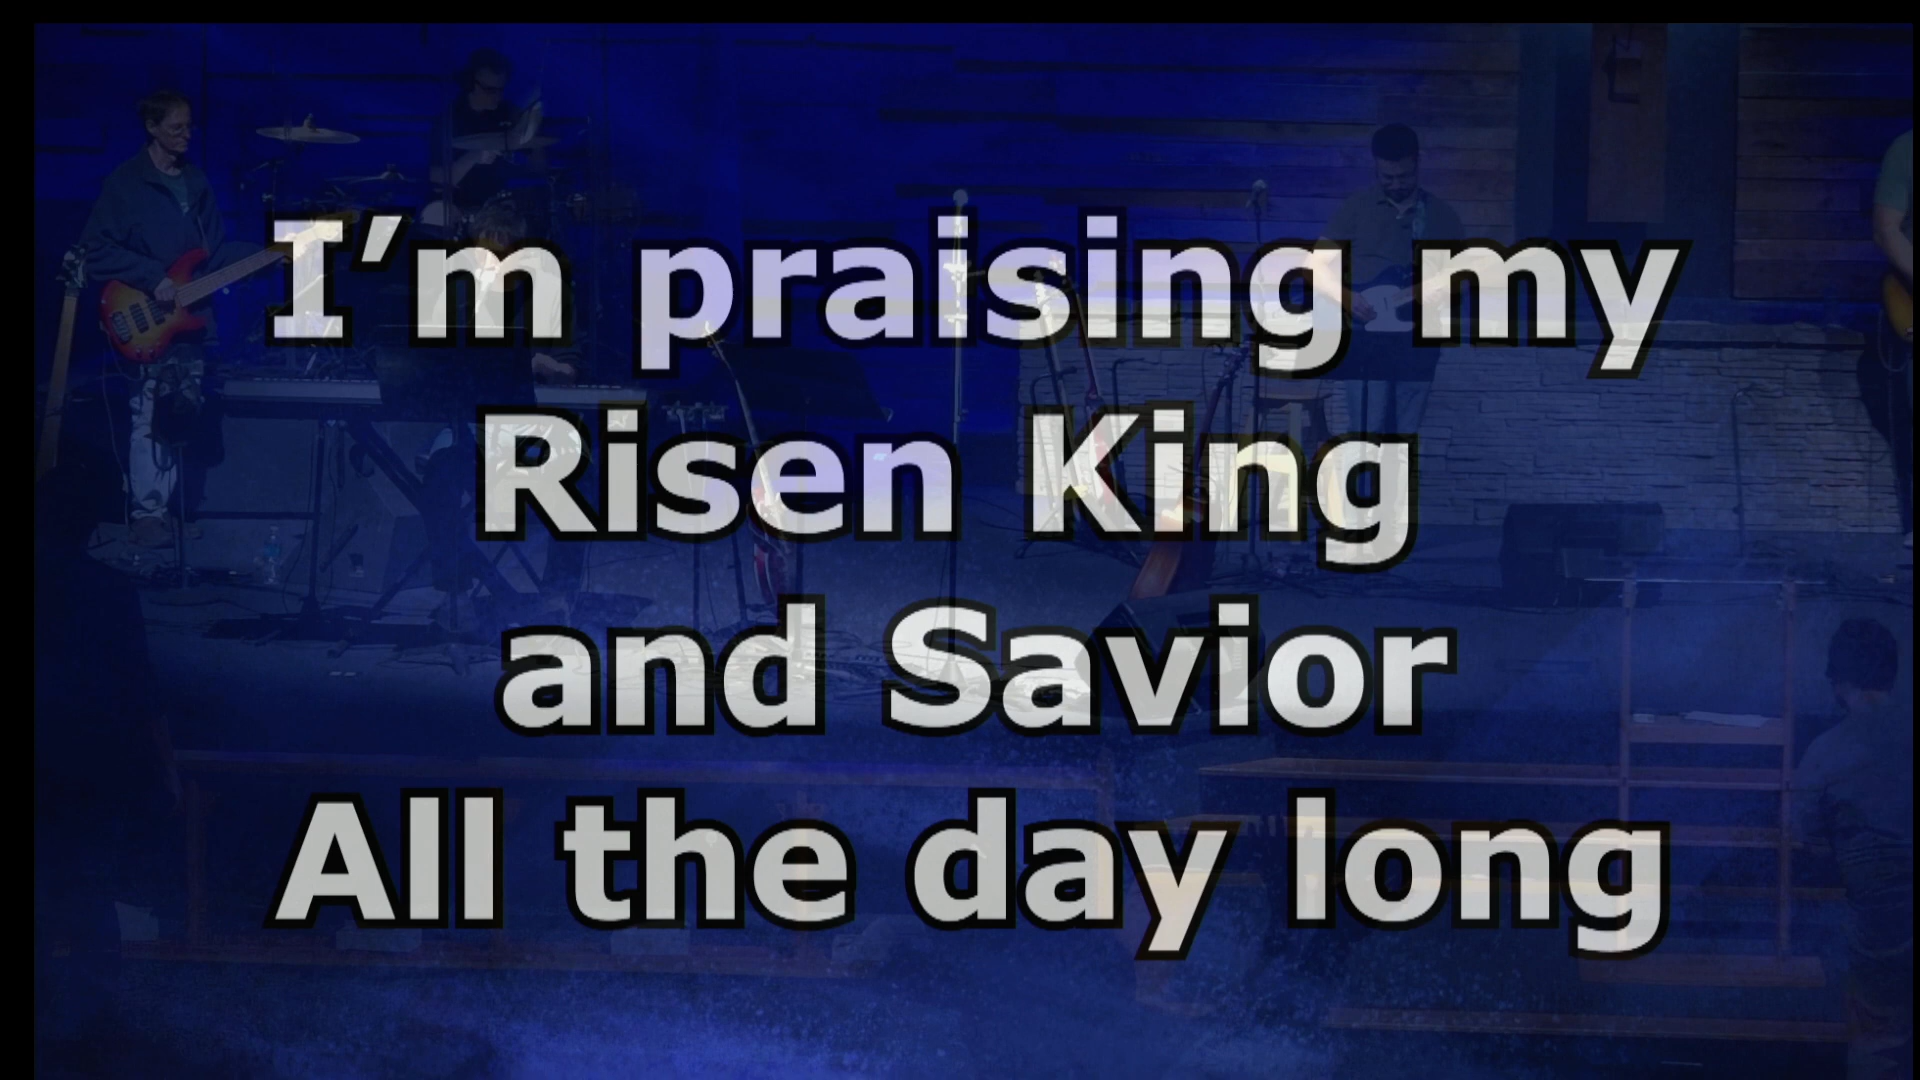 I’m praising my
Risen King
and Savior
All the day long